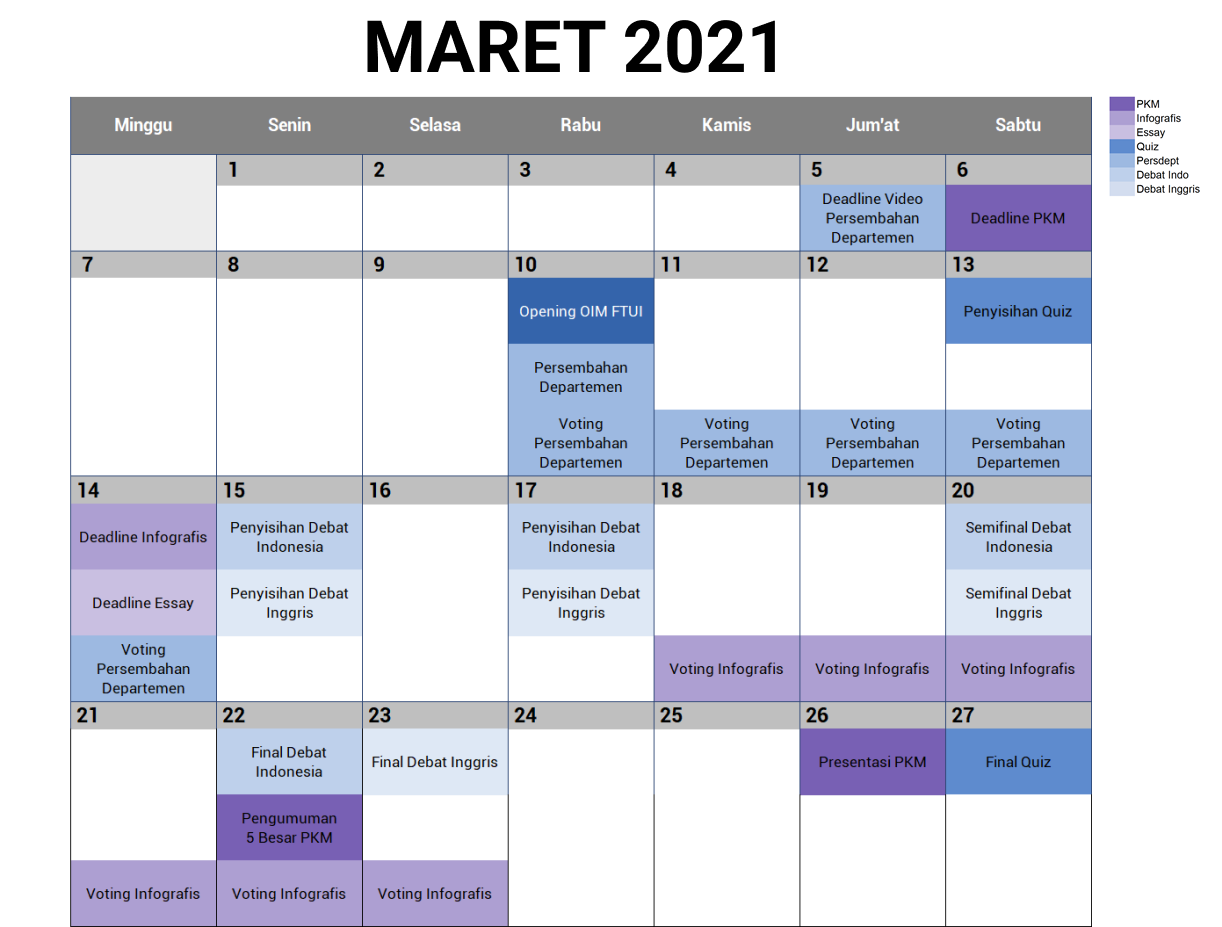 MARET 2021
Minggu Senin Selasa Rabu Kamis Jum'at Sabtu
PKM
Infografis
Essay
Quiz
Persdept
Debat Indo
Debat Inggris
1 2 3 4 5 6
Deadline Video
Persembahan
Departemen
Deadline PKM
7 8 9 10 11 12 13
Opening OIM FTUI
Penyisihan Quiz
Persembahan
Departemen
Voting
Persembahan
Departemen
Voting
Persembahan
Departemen
Voting
Persembahan
Departemen
Voting
Persembahan
Departemen
14 15 16 17 18 19 20
Deadline Infografis
Penyisihan Debat
Indonesia
Penyisihan Debat
Indonesia
Semifinal Debat
Indonesia
Deadline Essay
Penyisihan Debat
Inggris
Penyisihan Debat
Inggris
Semifinal Debat
Inggris
Voting
Persembahan
Departemen
Voting Infografis
Voting Infografis
Voting Infografis
21 22 23 24 25 26 27
Final Debat
Indonesia
Final Debat Inggris
Presentasi PKM
Final Quiz
Pengumuman
5 Besar PKM
Voting Infografis
Voting Infografis
Voting Infografis